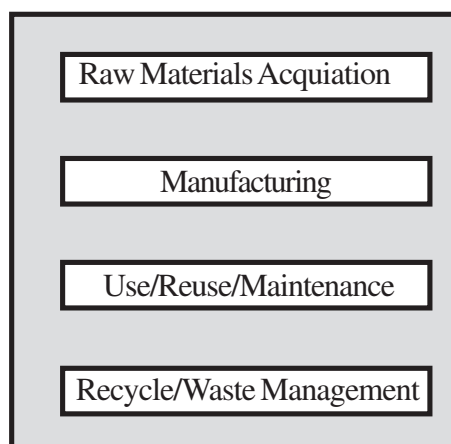 Raw Materials Acquiation
Manufacturing
Use/Reuse/Maintenance
Recycle/Waste Management